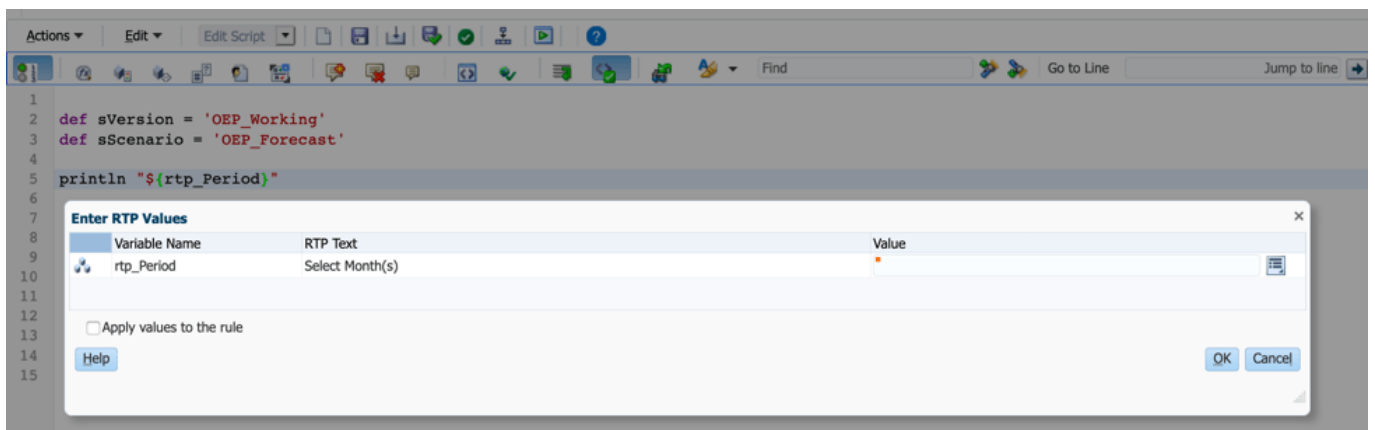 Actions Edit Edit Script
Find Go to Line Jump to line
1
2 def sVersion = 'OEP_Working'
3 def sScenario = 'OEP_Forecast'
4
5 println "${rtp_Period}"
6
7
8
9
10
11
12
13
14
15
Enter RTP Values
Variable Name RTP Text Value
rtp_Period Select Month(s)
Apply values to the rule
Help OK Cancel